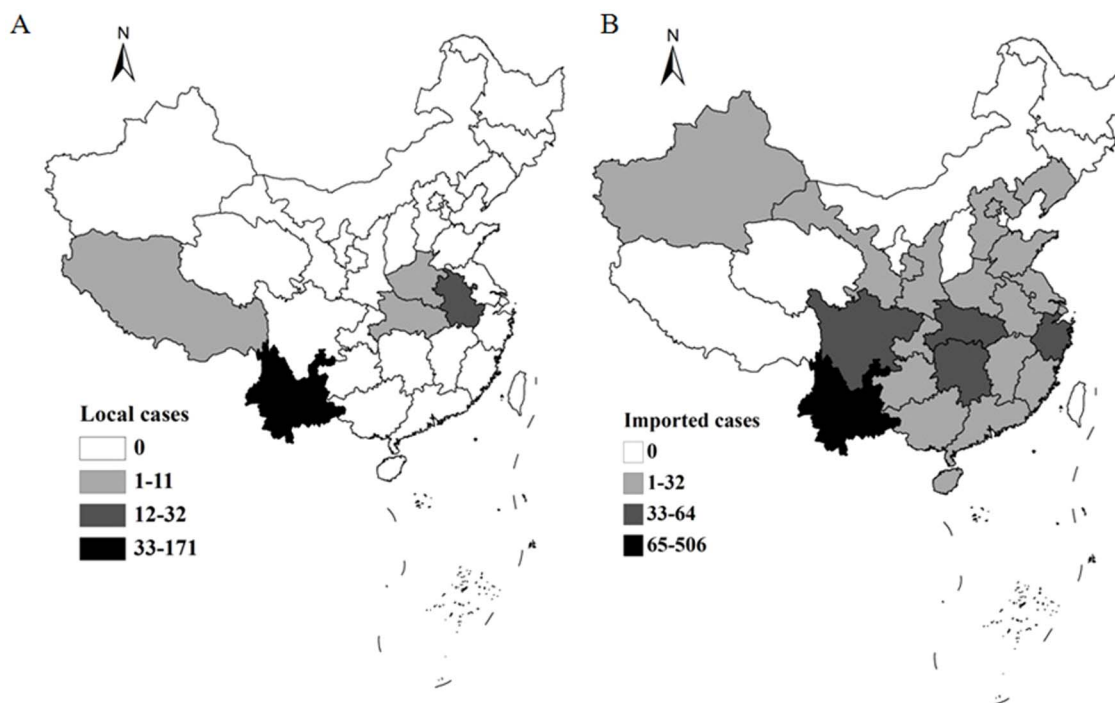 A
N
Local cases
0
1-11
12-32
33-171
B
N
Imported cases
0
1-32
33-64
65-506